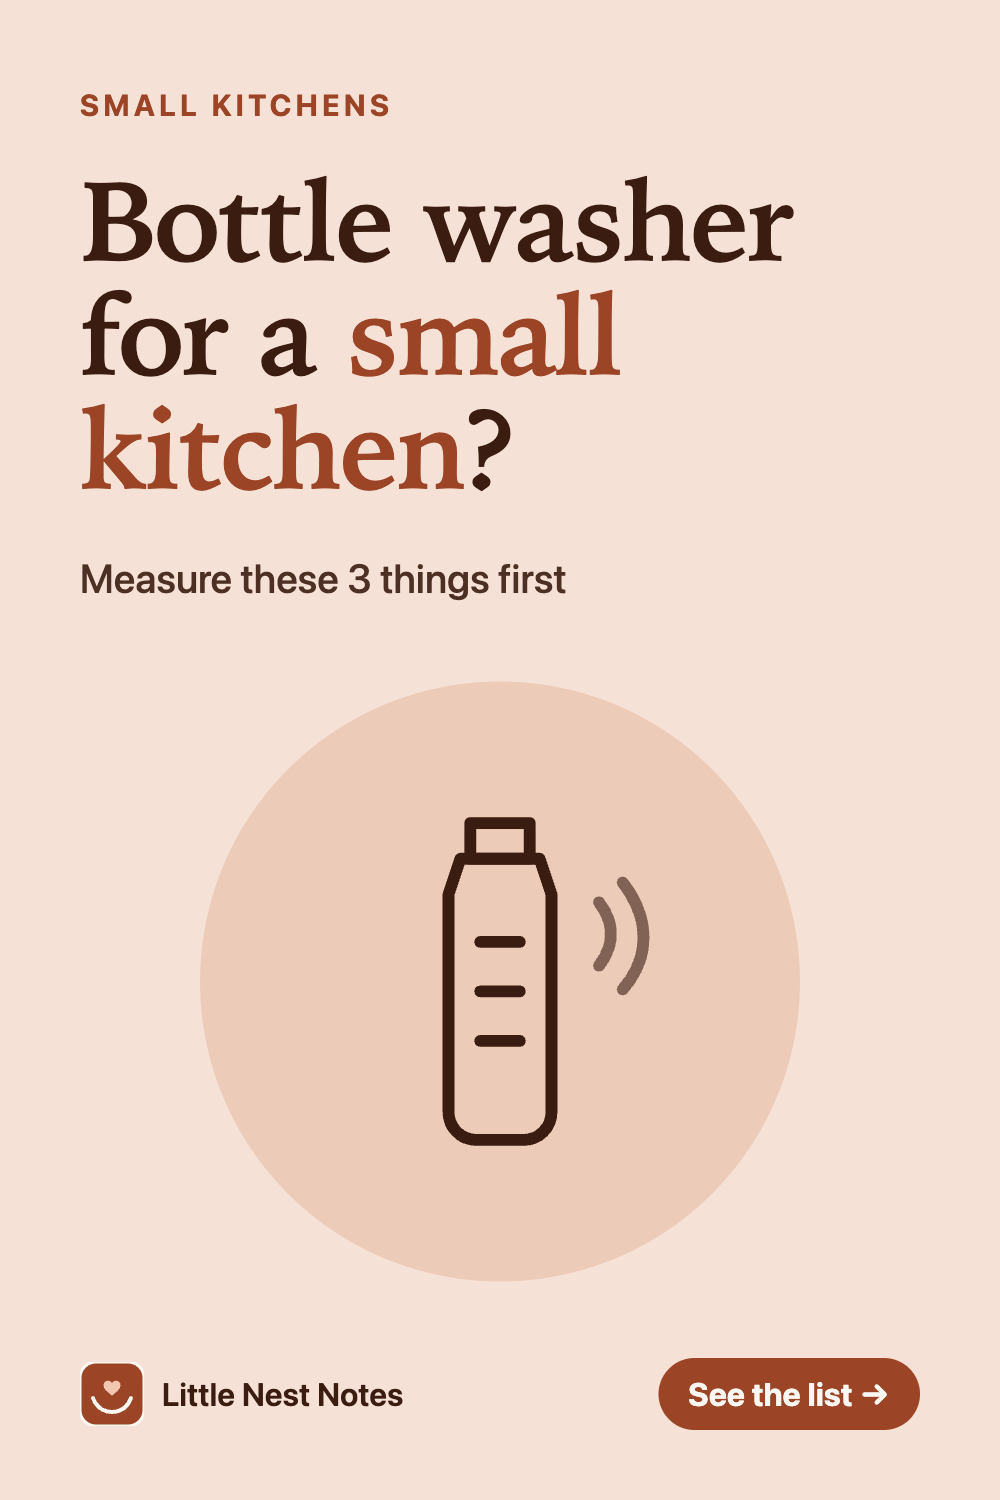 SMALL KITCHENS
Bottle washer
for a small
kitchen?
Measure these 3 things first
Little Nest Notes
See the list →